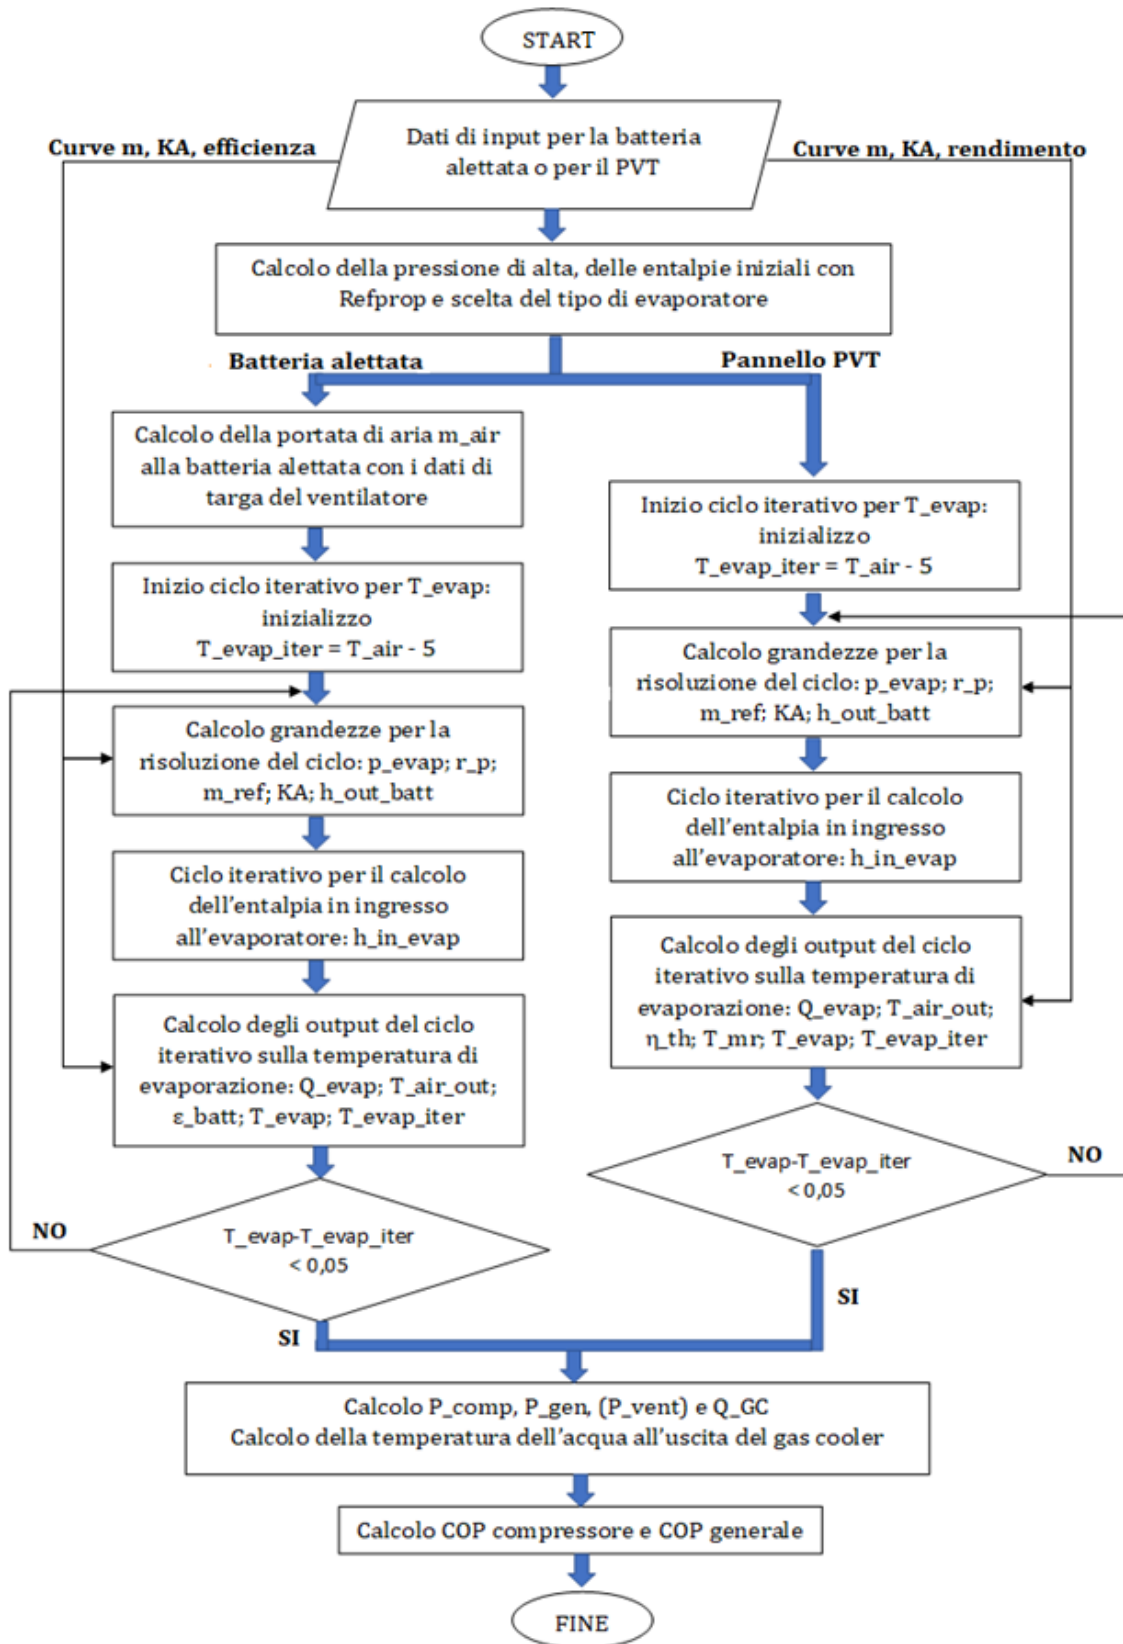 START
Dati di input per la batteria
alettata o per il PVT
Curve m, KA, efficienza
Curve m, KA, rendimento
Calcolo della pressione di alta, delle entalpie iniziali con
Refprop e scelta del tipo di evaporatore
Batteria alettata
Pannello PVT
Calcolo della portata di aria m_air
alla batteria alettata con i dati di
targa del ventilatore
Inizio ciclo iterativo per T_evap:
inizializzo
T_evap_iter = T_air - 5
Calcolo grandezze per la
risoluzione del ciclo: p_evap; r_p;
m_ref; KA; h_out_batt
Ciclo iterativo per il calcolo
dell'entalpia in ingresso
all'evaporatore: h_in_evap
Calcolo degli output del ciclo
iterativo sulla temperatura di
evaporazione: Q_evap; T_air_out;
ε_batt; T_evap; T_evap_iter
T_evap-T_evap_iter
< 0,05
NO
SI
Inizio ciclo iterativo per T_evap:
inizializzo
T_evap_iter = T_air - 5
Calcolo grandezze per la
risoluzione del ciclo: p_evap; r_p;
m_ref; KA; h_out_batt
Ciclo iterativo per il calcolo
dell'entalpia in ingresso
all'evaporatore: h_in_evap
Calcolo degli output del ciclo
iterativo sulla temperatura di
evaporazione: Q_evap; T_air_out;
η_th; T_mr; T_evap; T_evap_iter
T_evap-T_evap_iter
< 0,05
NO
SI
Calcolo P_comp, P_gen, (P_vent) e Q_GC
Calcolo della temperatura dell'acqua all'uscita del gas cooler
Calcolo COP compressore e COP generale
FINE